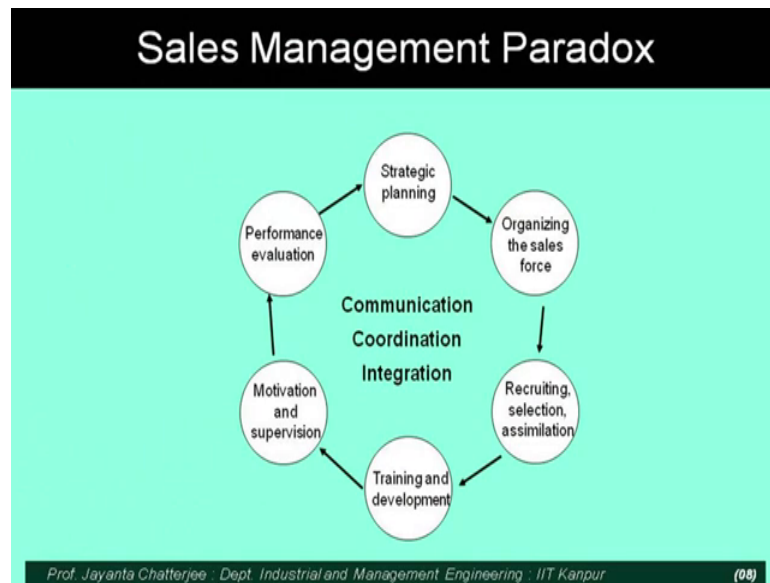 Sales Management Paradox
Strategic
planning
Organizing
the sales
force
Recruiting,
selection,
assimilation
Training and
development
Motivation
and
supervision
Performance
evaluation
Communication
Coordination
Integration
Prof. Jayanta Chatterjee : Dept. Industrial and Management Engineering : IIT Kanpur (08)